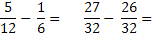 5/12 − 1/6 =    27/32 − 26/32 =